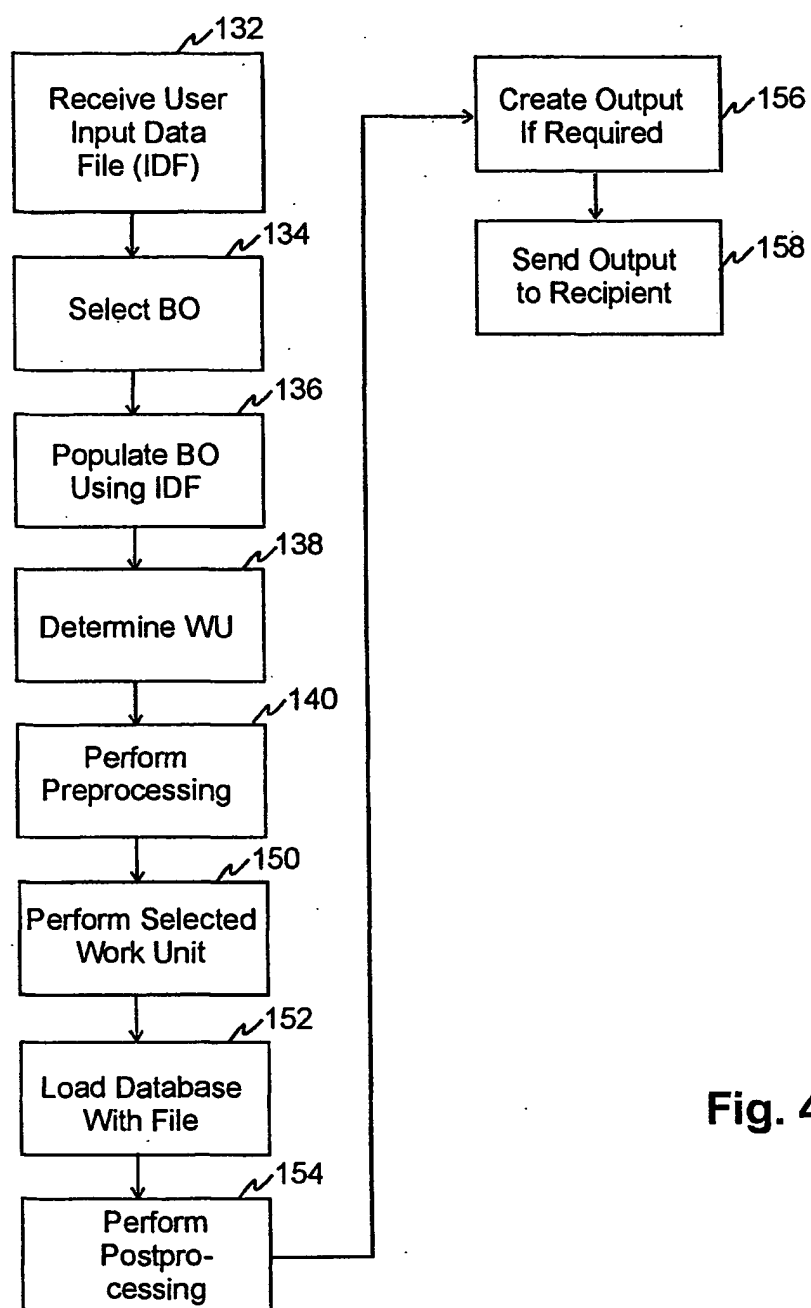 132
Receive User
Input Data
File (IDF)
134
Select BO
136
Populate BO
Using IDF
138
Determine WU
140
Perform
Preprocessing
150
Perform Selected
Work Unit
152
Load Database
With File
154
Perform
Postpro-
cessing
Create Output
If Required
156
Send Output
to Recipient
158
Fig. 4